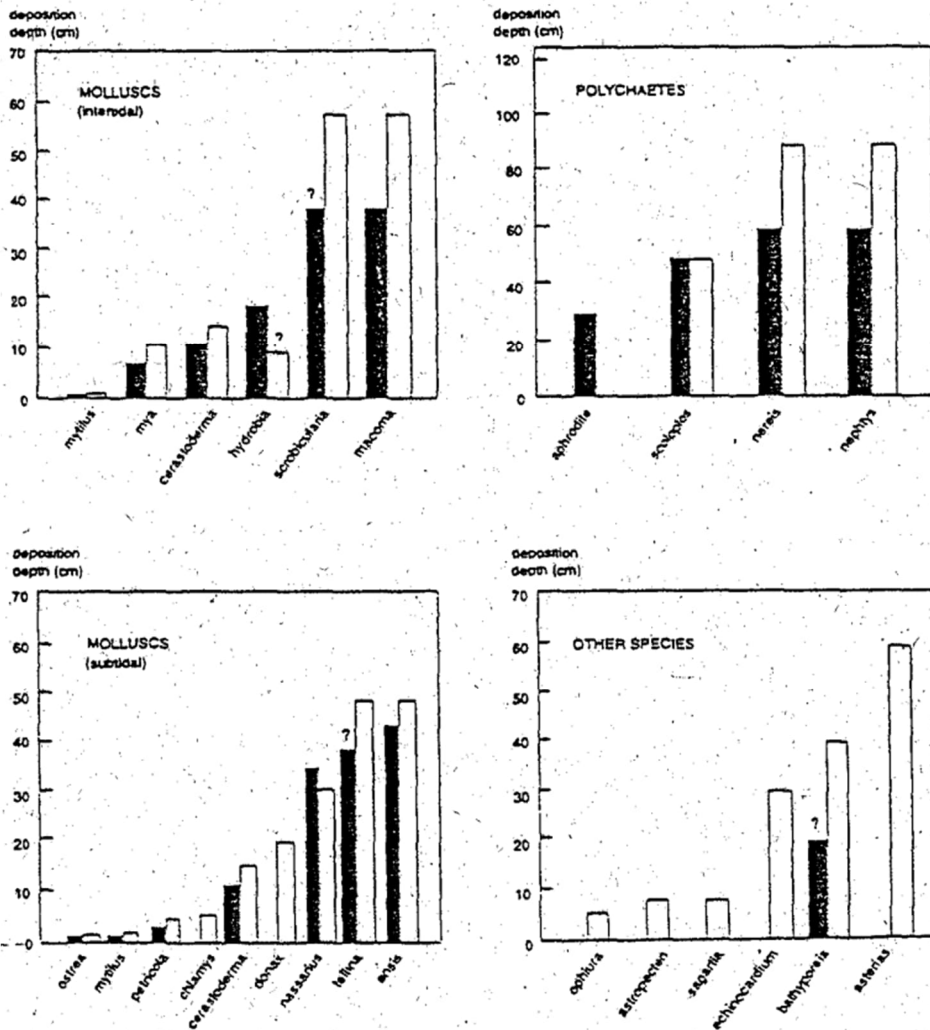 deposition
depth (cm)
70
60
50
40
30
20
10
0
MOLLUSCS
(intertidal)
?
?
mytilus
mya
cerastoderma
hydrobia
scrobicularia
macoma
deposition
depth (cm)
120
100
80
60
40
20
0
POLYCHAETES
aphrodite
scoloplos
nereis
nephtys
deposition
depth (cm)
70
60
50
40
30
20
10
0
MOLLUSCS
(subtidal)
?
ostrea
mytilus
petricola
chlamys
cerastoderma
donax
nassarius
tellina
ensis
deposition
depth (cm)
70
60
50
40
30
20
10
0
OTHER SPECIES
?
ophiura
astropecten
sagartia
echinocardium
bathyporeia
asterias